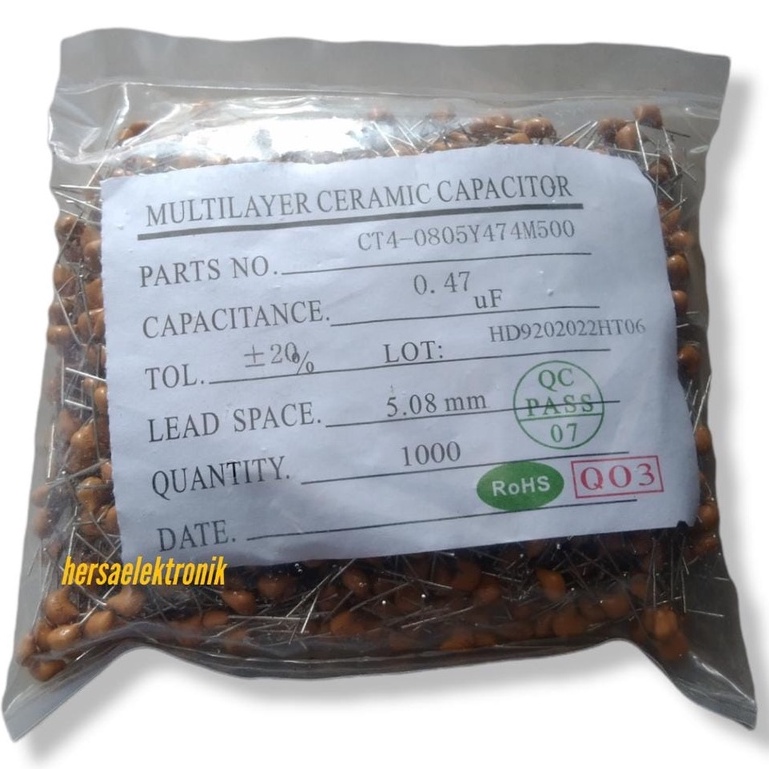 MULTILAYER CERAMIC CAPACITOR
PARTS NO. CT4-0805Y474M500
CAPACITANCE. 0.47 uF
TOL. ±20% LOT: HD9202022HT06
LEAD SPACE. 5.08 mm
QC
PASS
07
QUANTITY. 1000
RoHS QO3
DATE.
hersaelektronik